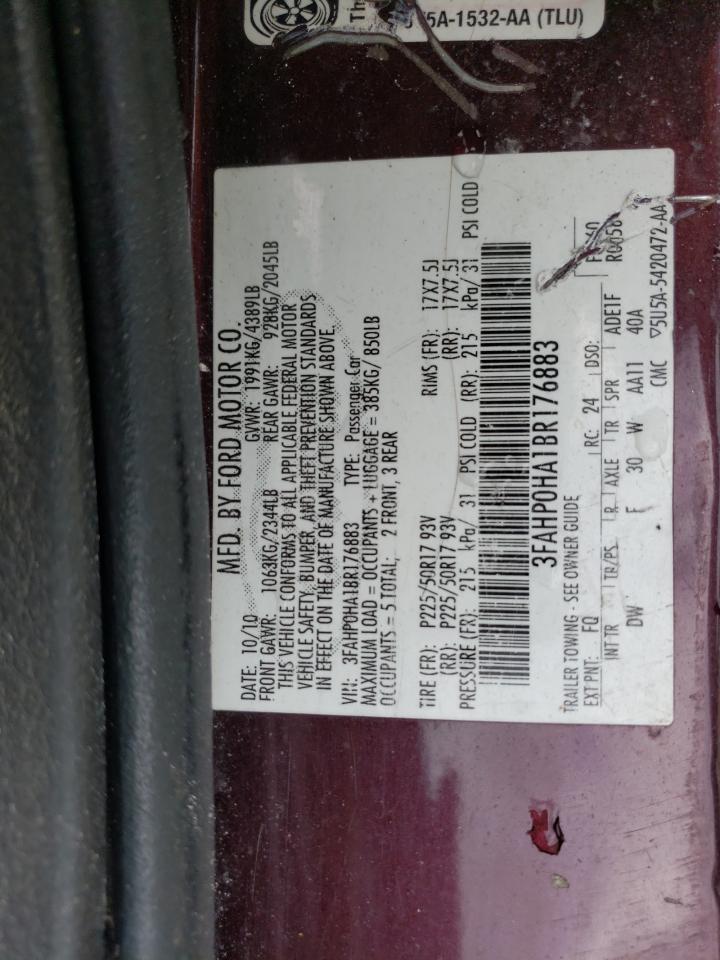 Th
5A-1532-AA (TLU)
MFD. BY FORD MOTOR CO.
DATE: 10/10 GVWR: 1991KG/4389LB
FRONT GAWR: 1063KG/2344LB REAR GAWR: 928KG/2045LB
THIS VEHICLE CONFORMS TO ALL APPLICABLE FEDERAL MOTOR
VEHICLE SAFETY, BUMPER, AND THEFT PREVENTION STANDARDS
IN EFFECT ON THE DATE OF MANUFACTURE SHOWN ABOVE.
VIN: 3FAHP0HA1BR176883 TYPE: Passenger Car
MAXIMUM LOAD = OCCUPANTS + LUGGAGE = 385KG/ 850LB
OCCUPANTS = 5 TOTAL: 2 FRONT, 3 REAR
TIRE (FR): P225/50R17 93V RIMS (FR): 17X7.5J
(RR): P225/50R17 93V (RR): 17X7.5J
PRESSURE (FR): 215 kPa/ 31 PSI COLD (RR): 215 kPa/ 31 PSI COLD
3FAHP0HA1BR176883
TRAILER TOWING - SEE OWNER GUIDE
EXT PNT: FQ RC: 24 DSO:
INT TR TP/PS R AXLE TR SPR ADE1F
DW F 30 W AA11 40A
CMC ▽5U5A-5420472-AA